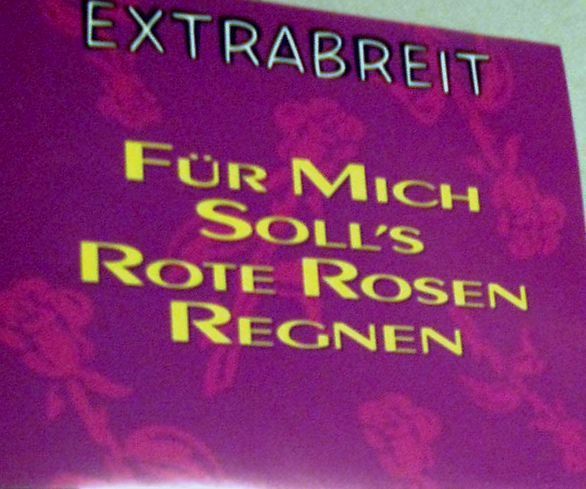 EXTRABREIT
FÜR MICH
SOLL'S
ROTE ROSEN
REGNEN